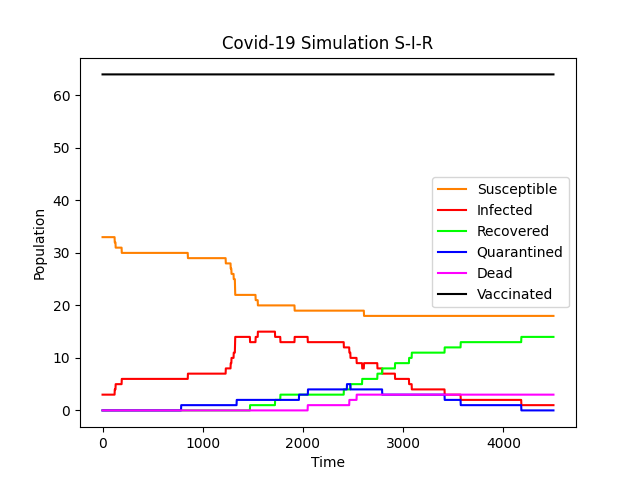 Covid-19 Simulation S-I-R
Population
60
50
40
30
20
10
0
Susceptible
Infected
Recovered
Quarantined
Dead
Vaccinated
0 1000 2000 3000 4000
Time